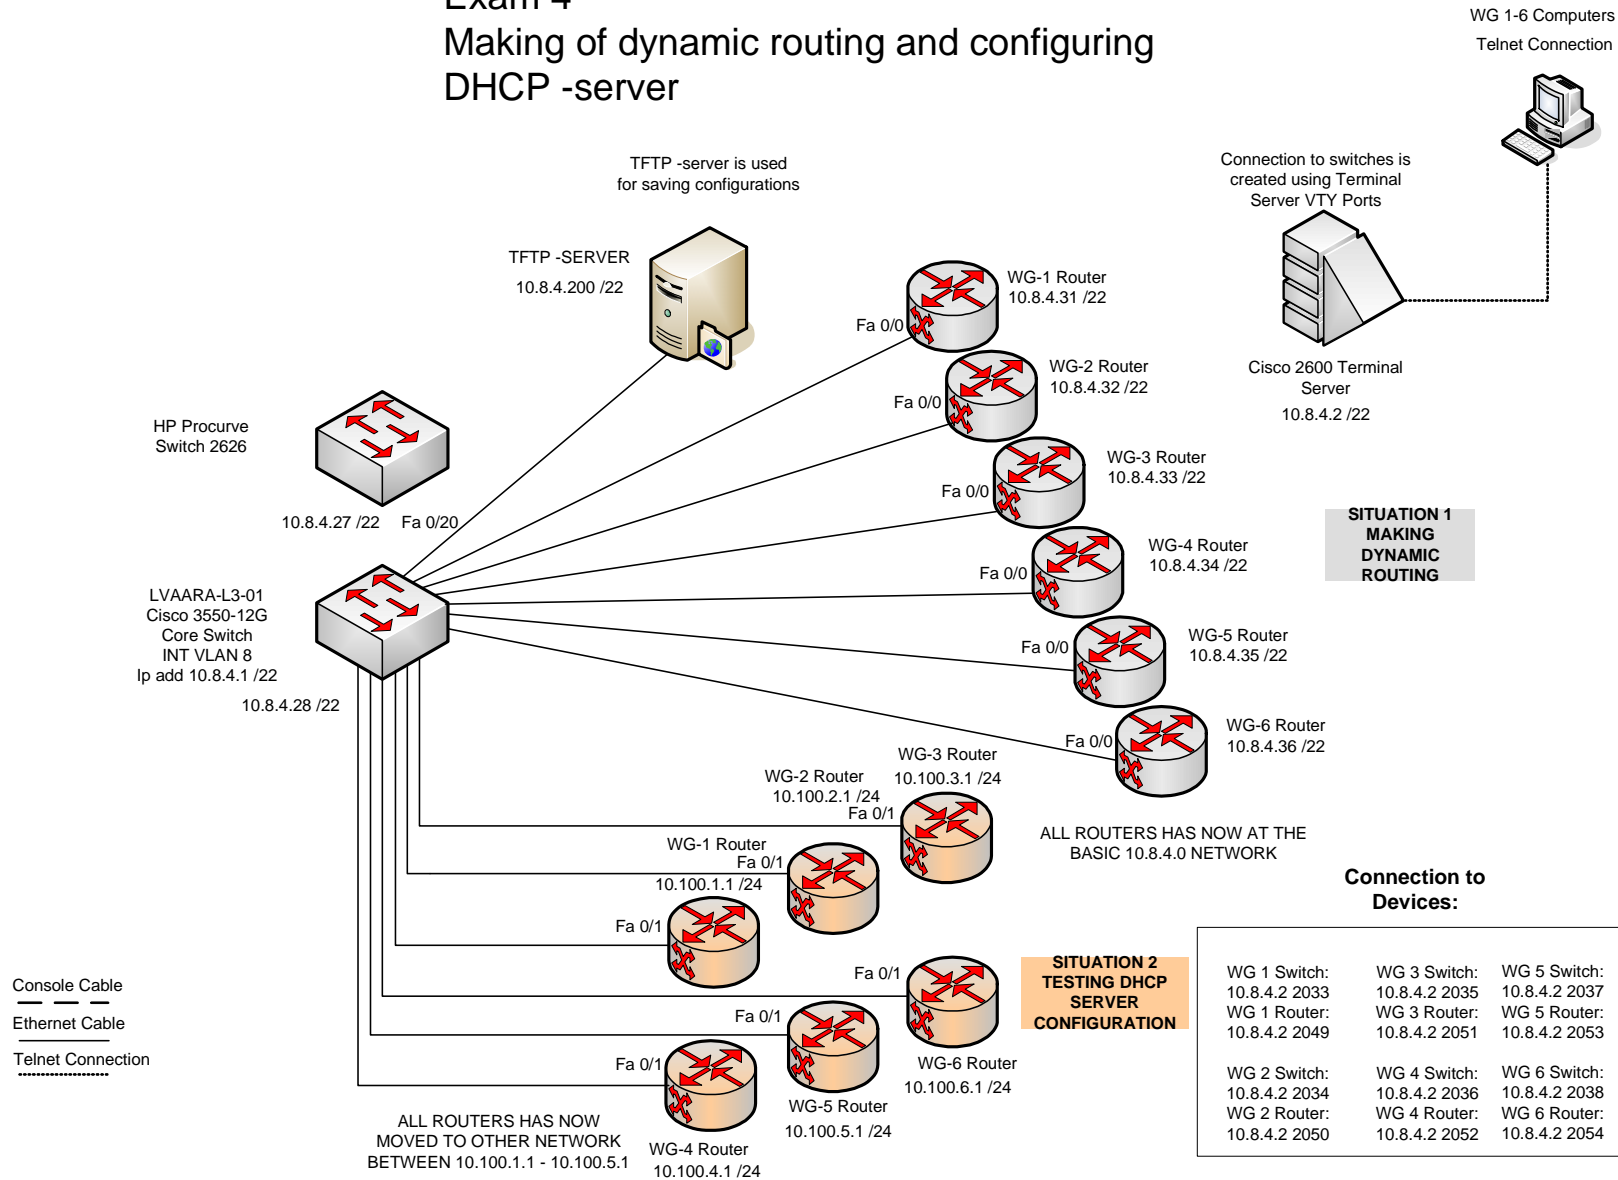 Exam 4
Making of dynamic routing and configuring
DHCP -server
WG 1-6 Computers
Telnet Connection
TFTP -server is used
for saving configurations
Connection to switches is
created using Terminal
Server VTY Ports
TFTP -SERVER
10.8.4.200 /22
WG-1 Router
10.8.4.31 /22
Fa 0/0
WG-2 Router
10.8.4.32 /22
Fa 0/0
Cisco 2600 Terminal
Server
10.8.4.2 /22
HP Procurve
Switch 2626
10.8.4.27 /22
Fa 0/20
WG-3 Router
10.8.4.33 /22
Fa 0/0
SITUATION 1
MAKING
DYNAMIC
ROUTING
WG-4 Router
10.8.4.34 /22
Fa 0/0
LVAARA-L3-01
Cisco 3550-12G
Core Switch
INT VLAN 8
Ip add 10.8.4.1 /22
10.8.4.28 /22
WG-5 Router
10.8.4.35 /22
Fa 0/0
WG-6 Router
10.8.4.36 /22
Fa 0/0
WG-3 Router
10.100.3.1 /24
Fa 0/1
WG-2 Router
10.100.2.1 /24
Fa 0/1
WG-1 Router
10.100.1.1 /24
Fa 0/1
ALL ROUTERS HAS NOW AT THE
BASIC 10.8.4.0 NETWORK
Fa 0/1
WG-6 Router
10.100.6.1 /24
Fa 0/1
WG-5 Router
10.100.5.1 /24
Fa 0/1
WG-4 Router
10.100.4.1 /24
SITUATION 2
TESTING DHCP
SERVER
CONFIGURATION
ALL ROUTERS HAS NOW
MOVED TO OTHER NETWORK
BETWEEN 10.100.1.1 - 10.100.5.1
Console Cable
Ethernet Cable
Telnet Connection
Connection to
Devices:
WG 1 Switch:
10.8.4.2 2033
WG 1 Router:
10.8.4.2 2049
WG 2 Switch:
10.8.4.2 2034
WG 2 Router:
10.8.4.2 2050
WG 3 Switch:
10.8.4.2 2035
WG 3 Router:
10.8.4.2 2051
WG 4 Switch:
10.8.4.2 2036
WG 4 Router:
10.8.4.2 2052
WG 5 Switch:
10.8.4.2 2037
WG 5 Router:
10.8.4.2 2053
WG 6 Switch:
10.8.4.2 2038
WG 6 Router:
10.8.4.2 2054